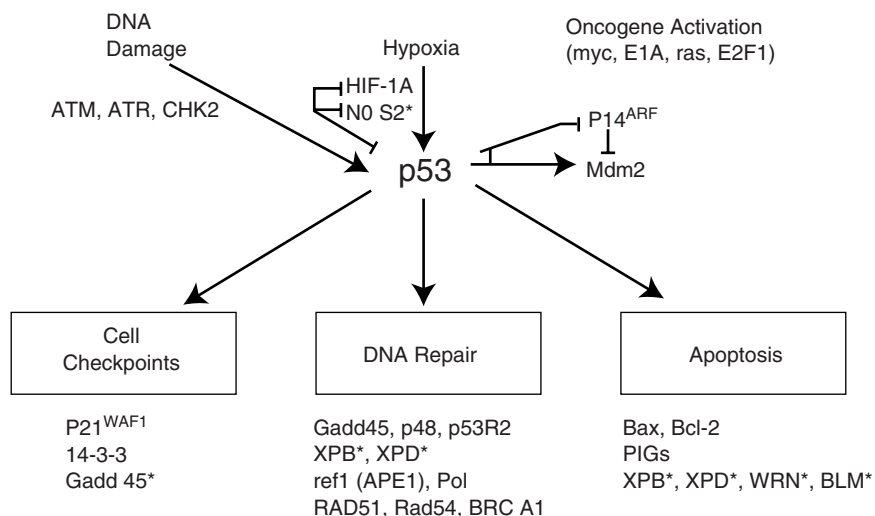 DNA
Damage
Hypoxia
Oncogene Activation
(myc, E1A, ras, E2F1)
HIF-1A
N0 S2*
ATM, ATR, CHK2
P14ARF
p53
Mdm2
Cell
Checkpoints
DNA Repair
Apoptosis
P21WAF1
14-3-3
Gadd 45*
Gadd45, p48, p53R2
XPB*, XPD*
ref1 (APE1), Pol
RAD51, Rad54, BRC A1
Bax, Bcl-2
PIGs
XPB*, XPD*, WRN*, BLM*